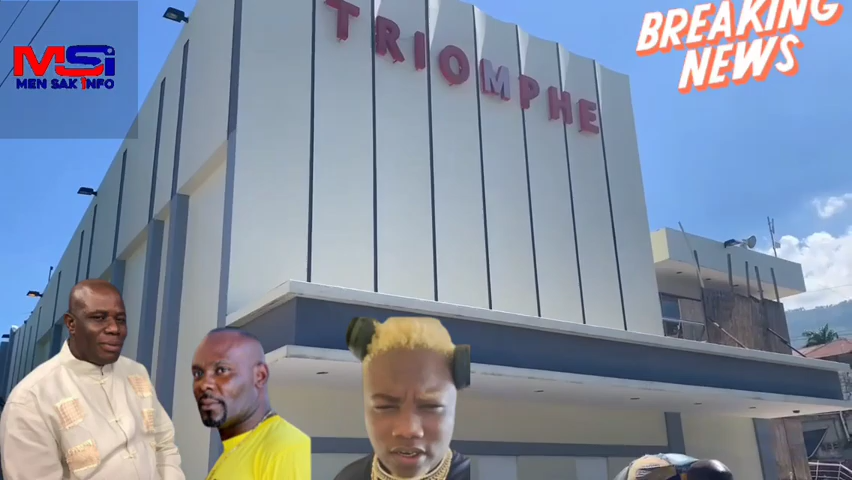 MSi
MEN SAK INFO
TRIOMPHE
BREAKING
NEWS